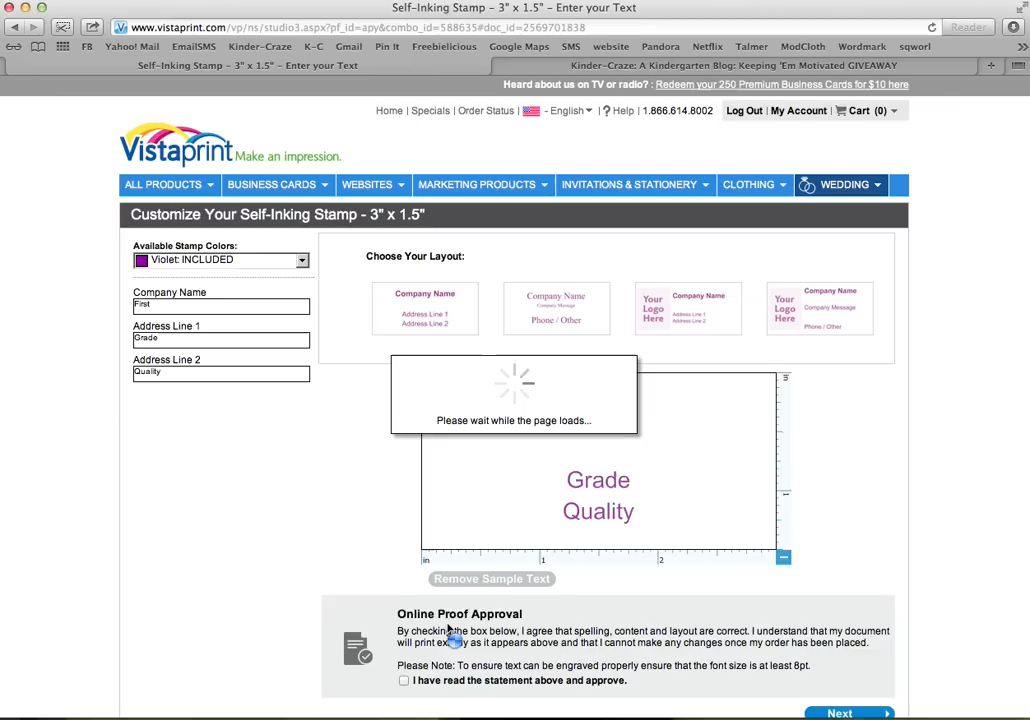 Self-Inking Stamp - 3" x 1.5" - Enter your Text
www.vistaprint.com/vp/ns/studio3.aspx?pf_id=apy&combo_id=588635#doc_id=2569701838
Reader
FB Yahoo! Mail EmailSMS Kinder-Craze K-C Gmail Pin It Freebielicious Google Maps SMS website Pandora Netflix Talmer ModCloth Wordmark sqworl
Self-Inking Stamp - 3" x 1.5" - Enter your Text
Kinder-Craze: A Kindergarten Blog: Keeping 'Em Motivated GIVEAWAY
Heard about us on TV or radio? : Redeem your 250 Premium Business Cards for $10 here
Home | Specials | Order Status | - English | ? Help | 1.866.614.8002 Log Out | My Account | Cart (0)
Vistaprint Make an impression.
ALL PRODUCTS BUSINESS CARDS WEBSITES MARKETING PRODUCTS INVITATIONS & STATIONERY CLOTHING WEDDING
Customize Your Self-Inking Stamp - 3" x 1.5"
Available Stamp Colors:
Violet: INCLUDED
Company Name
First
Address Line 1
Grade
Address Line 2
Quality
Choose Your Layout:
Company Name
Address Line 1
Address Line 2
Company Name
Company Message
Phone / Other
Your
Logo
Here
Company Name
Address Line 1
Address Line 2
Your
Logo
Here
Company Name
Company Message
Phone / Other
Please wait while the page loads...
Grade
Quality
in
1
in 1 2
Remove Sample Text
Online Proof Approval
By checking the box below, I agree that spelling, content and layout are correct. I understand that my document
will print exactly as it appears above and that I cannot make any changes once my order has been placed.
Please Note: To ensure text can be engraved properly ensure that the font size is at least 8pt.
I have read the statement above and approve.
Next